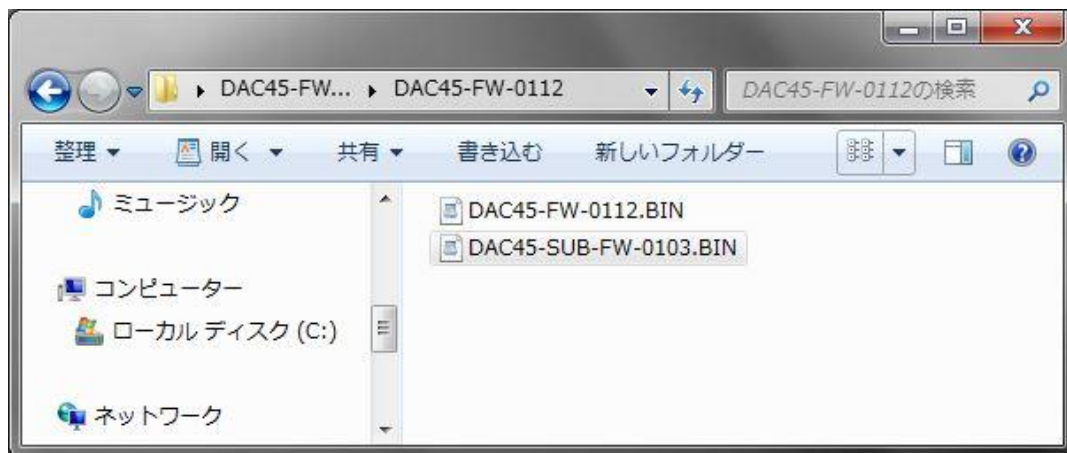 DAC45-FW... DAC45-FW-0112 DAC45-FW-0112の検索
整理 開く 共有 書き込む 新しいフォルダー
ミュージック
コンピューター
ローカル ディスク (C:)
ネットワーク
DAC45-FW-0112.BIN
DAC45-SUB-FW-0103.BIN